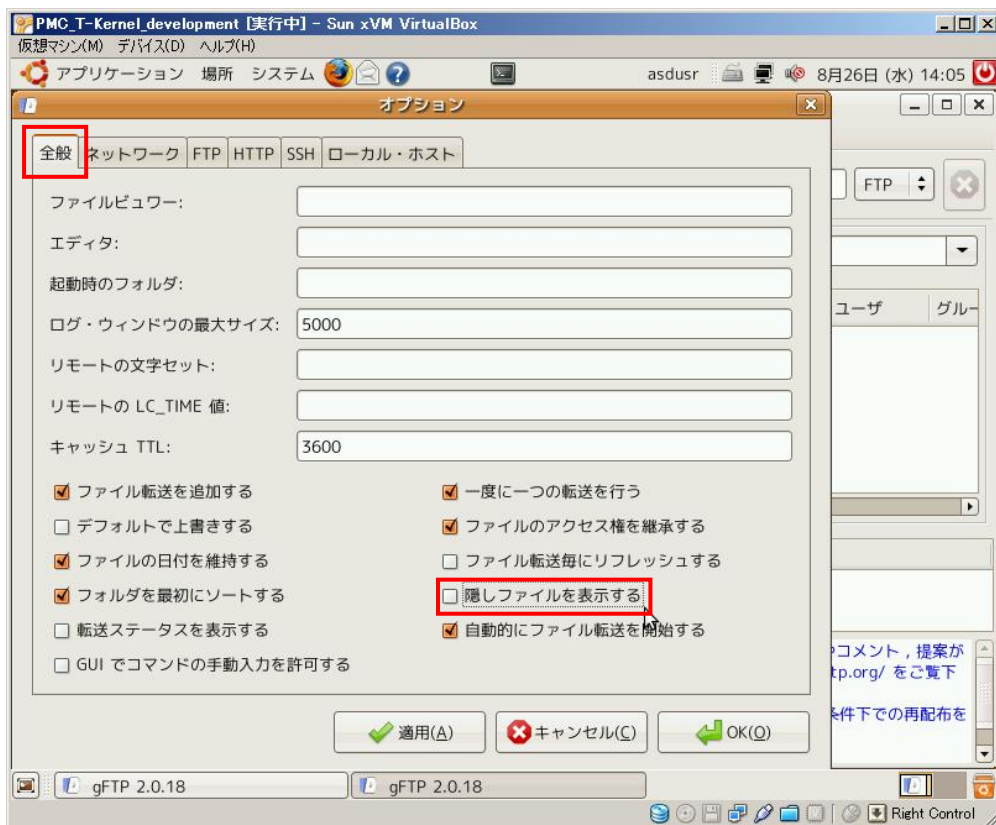 PMC_T-Kernel_development [実行中] - Sun xVM VirtualBox
仮想マシン(M) デバイス(D) ヘルプ(H)
アプリケーション 場所 システム asdusr 8月26日 (水) 14:05
オプション
全般 ネットワーク FTP HTTP SSH ローカル・ホスト
FTP
ファイルビュワー:
エディタ:
起動時のフォルダ:
ユーザ グルー
ログ・ウィンドウの最大サイズ: 5000
リモートの文字セット:
リモートの LC_TIME 値:
キャッシュ TTL: 3600
ファイル転送を追加する 一度に一つの転送を行う
デフォルトで上書きする ファイルのアクセス権を継承する
ファイルの日付を維持する ファイル転送毎にリフレッシュする
フォルダを最初にソートする 隠しファイルを表示する
転送ステータスを表示する 自動的にファイル転送を開始する
GUI でコマンドの手動入力を許可する
コメント , 提案が
tp.org/ をご覧下
件下での再配布を
適用(A) キャンセル(C) OK(O)
gFTP 2.0.18 gFTP 2.0.18
Right Control